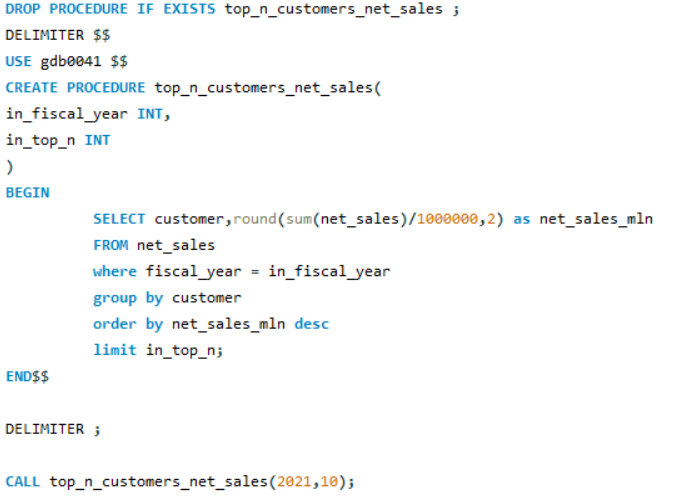 DROP PROCEDURE IF EXISTS top_n_customers_net_sales ;
DELIMITER $$
USE gdb0041 $$
CREATE PROCEDURE top_n_customers_net_sales(
in_fiscal_year INT,
in_top_n INT
)
BEGIN
SELECT customer,round(sum(net_sales)/1000000,2) as net_sales_mln
FROM net_sales
where fiscal_year = in_fiscal_year
group by customer
order by net_sales_mln desc
limit in_top_n;
END$$
DELIMITER ;
CALL top_n_customers_net_sales(2021,10);